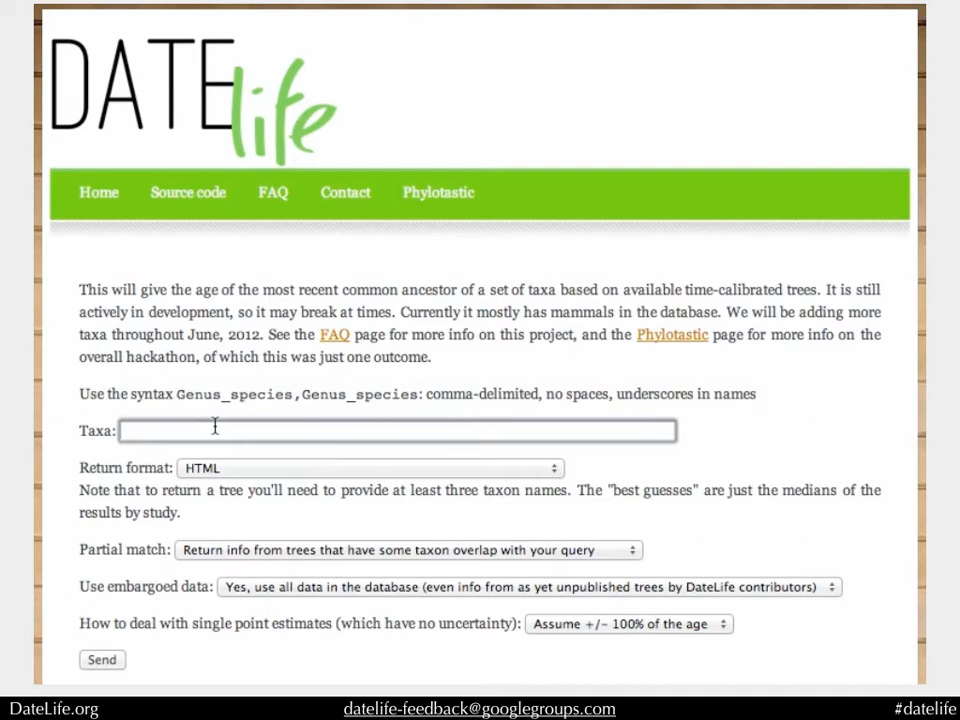 DATE life
Home Source code FAQ Contact Phylotastic
This will give the age of the most recent common ancestor of a set of taxa based on available time-calibrated trees. It is still
actively in development, so it may break at times. Currently it mostly has mammals in the database. We will be adding more
taxa throughout June, 2012. See the FAQ page for more info on this project, and the Phylotastic page for more info on the
overall hackathon, of which this was just one outcome.
Use the syntax Genus_species,Genus_species: comma-delimited, no spaces, underscores in names
Taxa:
Return format: HTML
Note that to return a tree you'll need to provide at least three taxon names. The "best guesses" are just the medians of the
results by study.
Partial match: Return info from trees that have some taxon overlap with your query
Use embargoed data: Yes, use all data in the database (even info from as yet unpublished trees by DateLife contributors)
How to deal with single point estimates (which have no uncertainty): Assume +/- 100% of the age
Send
DateLife.org datelife-feedback@googlegroups.com #datelife